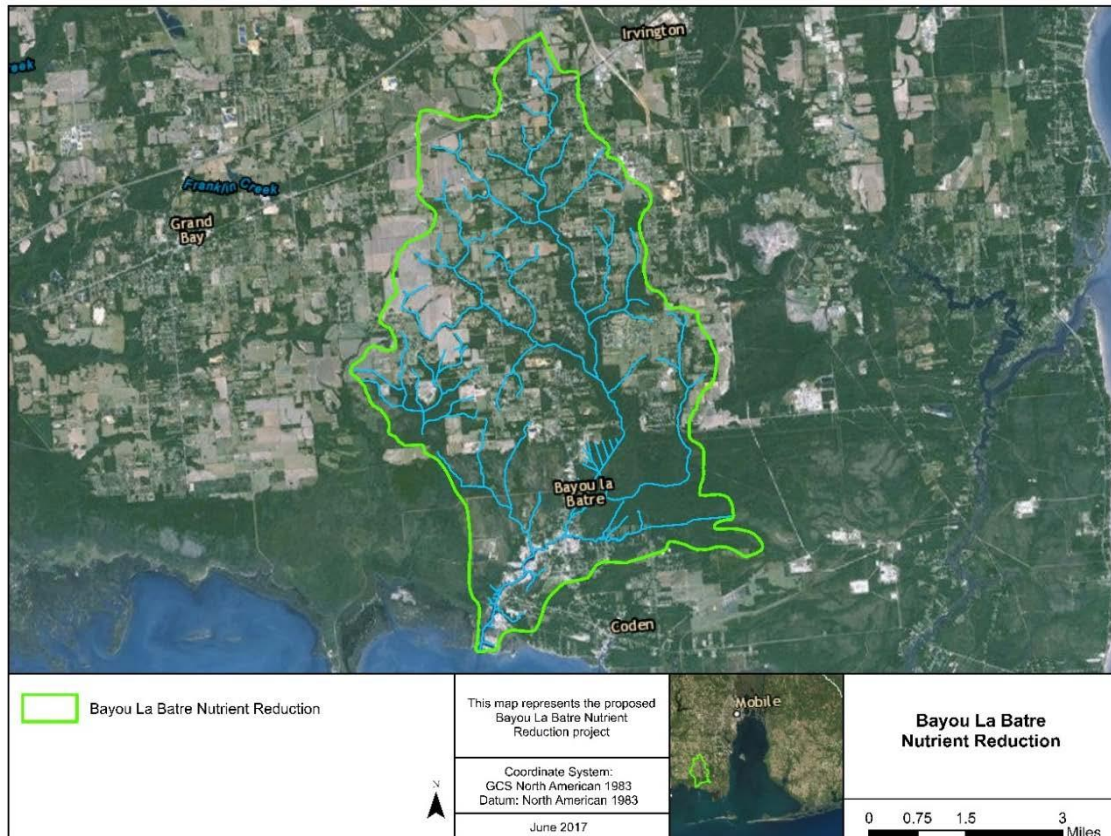 Irvington
eek
Franklin Creek
Grand
Bay
Bayou la
Batre
Coden
Bayou La Batre Nutrient Reduction
N
This map represents the proposed
Bayou La Batre Nutrient
Reduction project
Coordinate System:
GCS North American 1983
Datum: North American 1983
June 2017
Mobile
Bayou La Batre
Nutrient Reduction
0 0.75 1.5 3
Miles